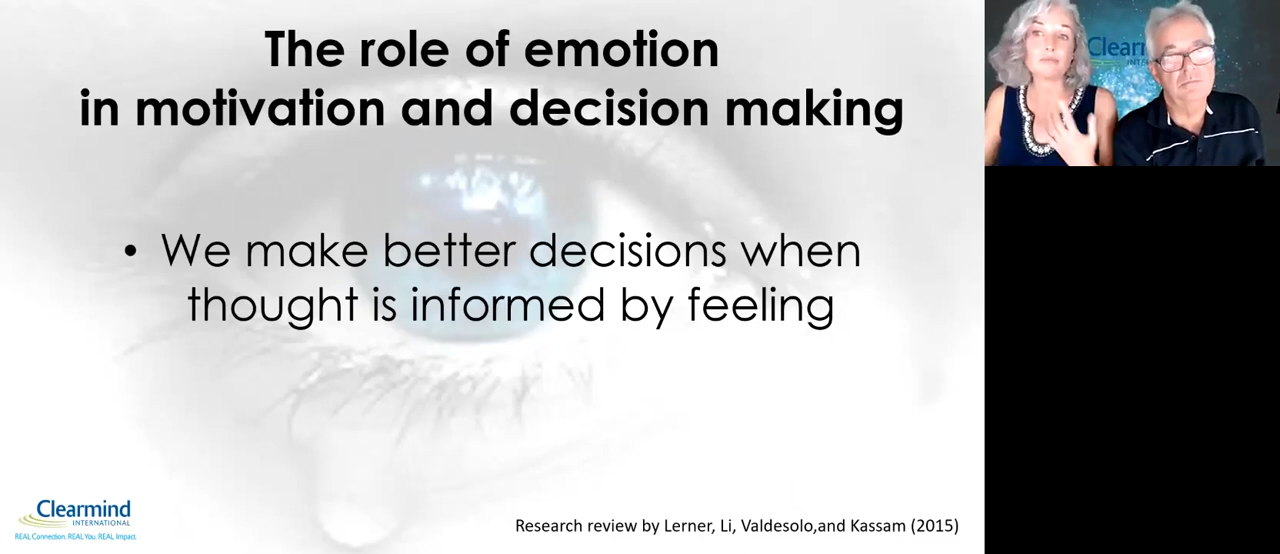 The role of emotion
in motivation and decision making
• We make better decisions when
thought is informed by feeling
Research review by Lerner, Li, Valdesolo,and Kassam (2015)
Clearmind
INTERNATIONAL
REAL Connection. REAL You. REAL Impact.
Clearm